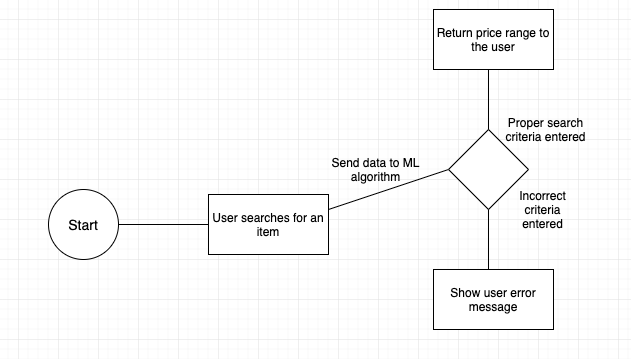 Return price range to
the user
Proper search
criteria entered
Send data to ML
algorithm
Incorrect
criteria
entered
Start
User searches for an
item
Show user error
message